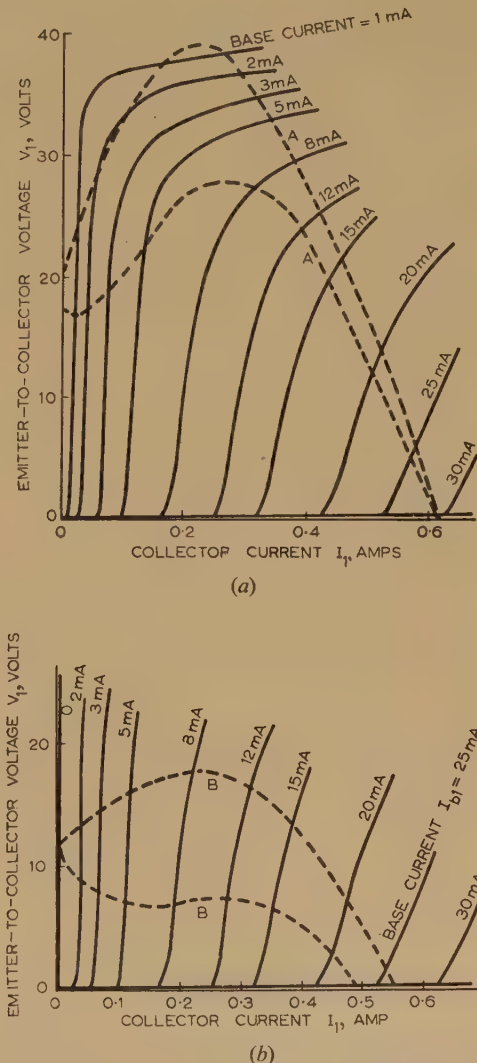 40
30
20
10
0
EMITTER-TO-COLLECTOR VOLTAGE V₁, VOLTS
BASE CURRENT = 1 mA
2mA
3mA
5mA
8mA
12mA
15mA
20mA
25mA
30mA
A
A
0 0·2 0·4 0·6
COLLECTOR CURRENT I₁, AMPS
(a)
20
10
0
EMITTER-TO-COLLECTOR VOLTAGE V₁, VOLTS
0
2mA
3mA
5mA
8mA
12mA
15mA
20mA
BASE CURRENT I_b1 = 25mA
30mA
B
B
0 0·1 0·2 0·3 0·4 0·5 0·6
COLLECTOR CURRENT I₁, AMP
(b)